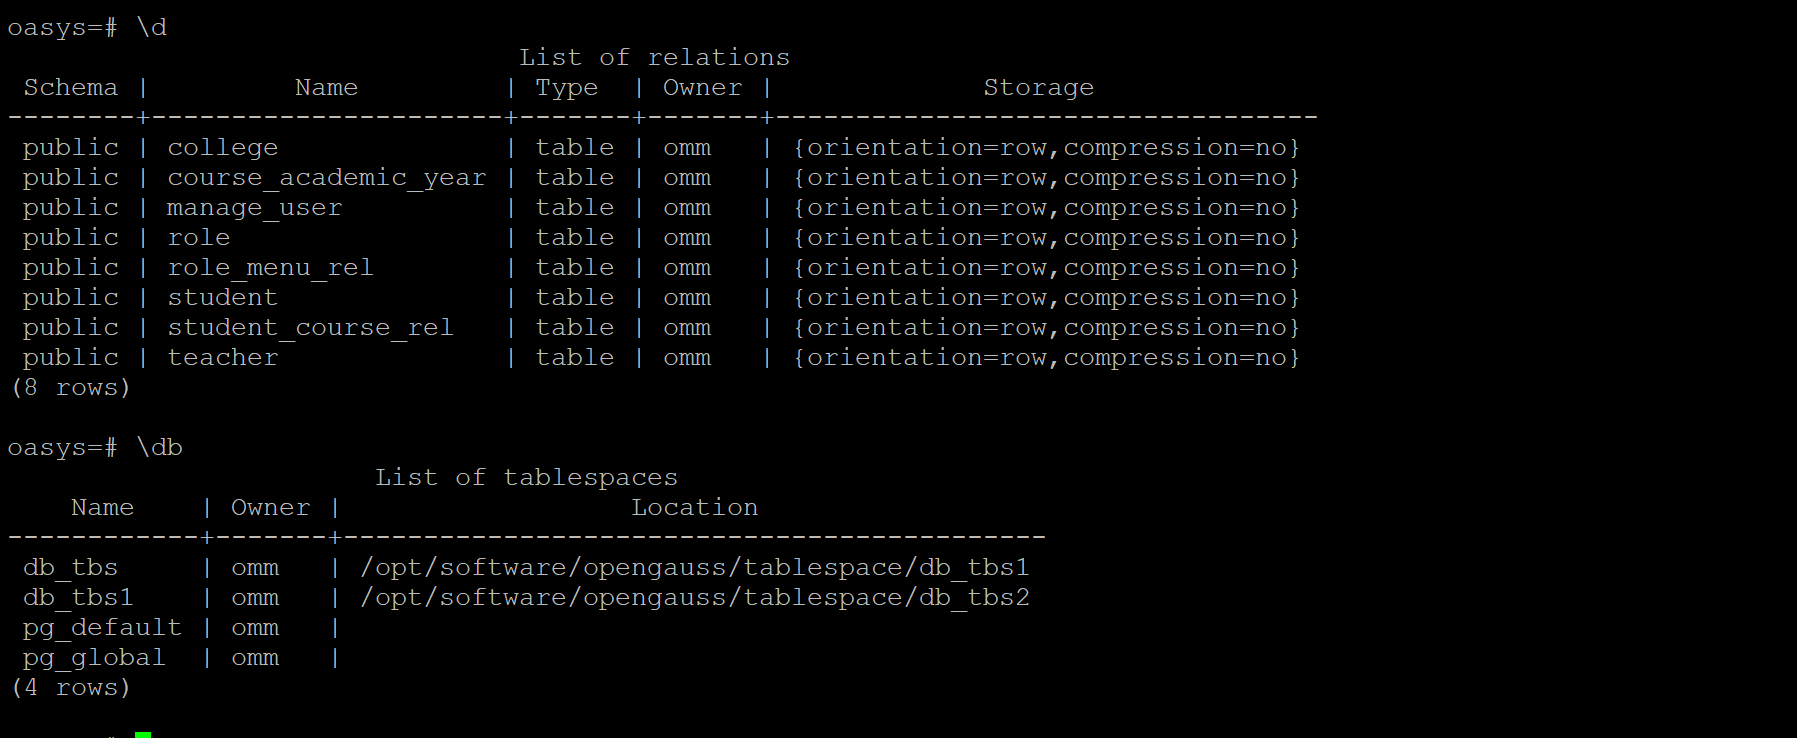 oasys=# \d
List of relations
Schema | Name | Type | Owner | Storage
--------+----------------------+-------+-------+----------------------------------
public | college | table | omm | {orientation=row,compression=no}
public | course_academic_year | table | omm | {orientation=row,compression=no}
public | manage_user | table | omm | {orientation=row,compression=no}
public | role | table | omm | {orientation=row,compression=no}
public | role_menu_rel | table | omm | {orientation=row,compression=no}
public | student | table | omm | {orientation=row,compression=no}
public | student_course_rel | table | omm | {orientation=row,compression=no}
public | teacher | table | omm | {orientation=row,compression=no}
(8 rows)
oasys=# \db
List of tablespaces
Name | Owner | Location
------------+-------+--------------------------------------------
db_tbs | omm | /opt/software/opengauss/tablespace/db_tbs1
db_tbs1 | omm | /opt/software/opengauss/tablespace/db_tbs2
pg_default | omm |
pg_global | omm |
(4 rows)